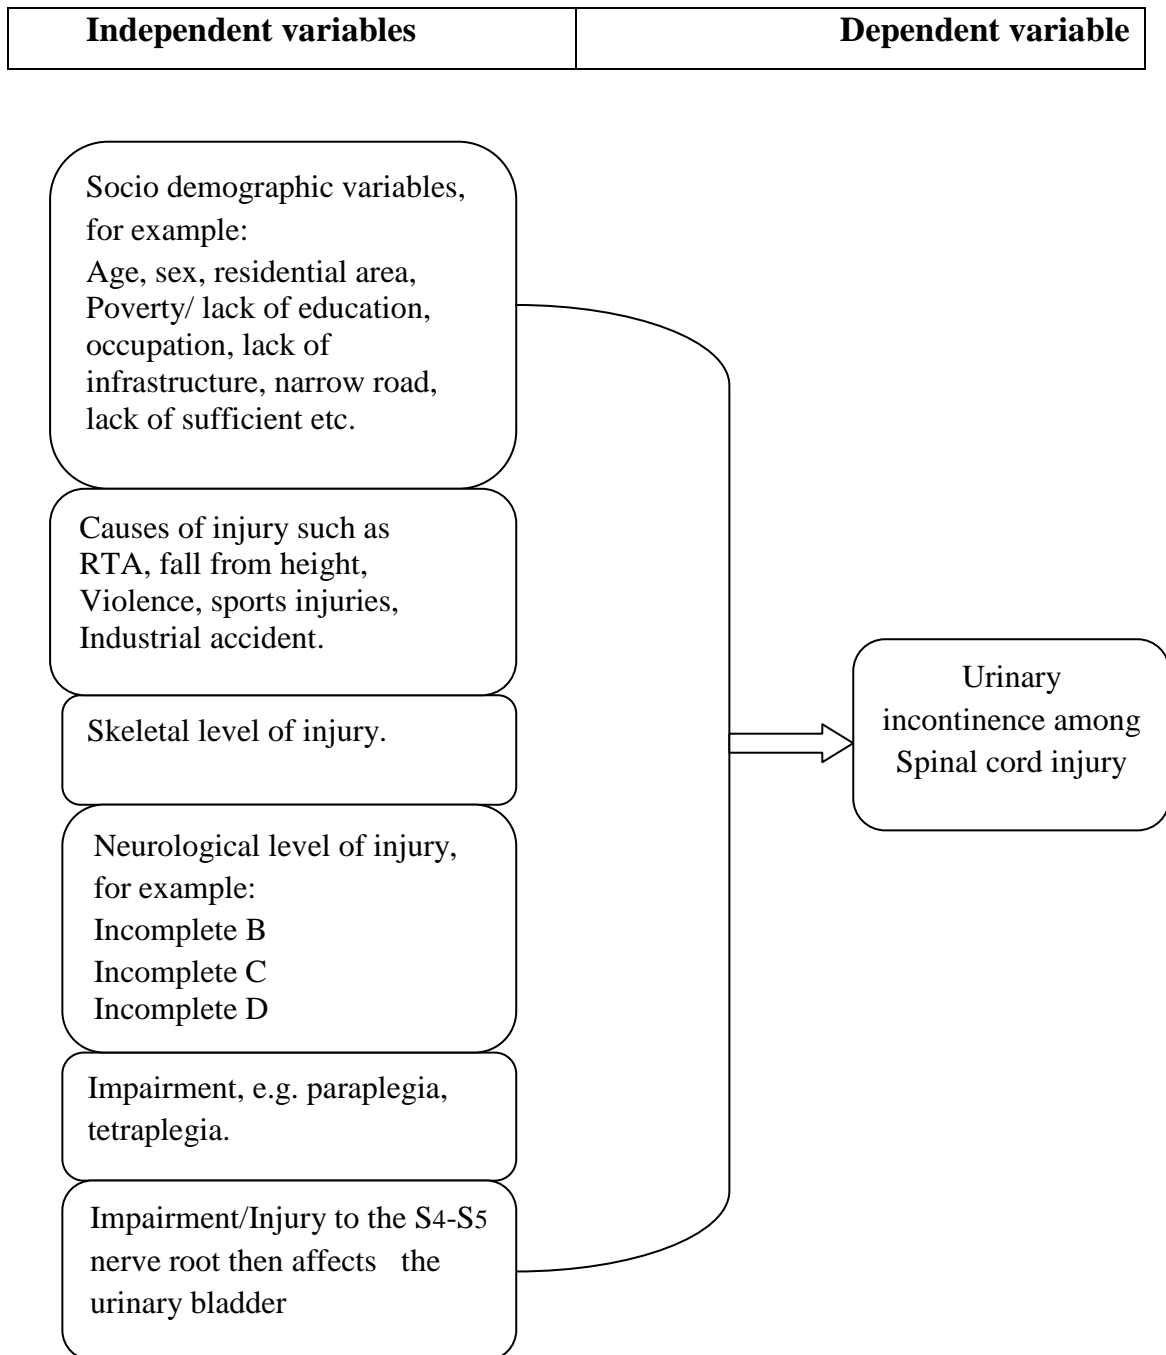 Independent variables
Dependent variable
Socio demographic variables,
for example:
Age, sex, residential area,
Poverty/ lack of education,
occupation, lack of
infrastructure, narrow road,
lack of sufficient etc.
Causes of injury such as
RTA, fall from height,
Violence, sports injuries,
Industrial accident.
Skeletal level of injury.
Neurological level of injury,
for example:
Incomplete B
Incomplete C
Incomplete D
Impairment, e.g. paraplegia,
tetraplegia.
Impairment/Injury to the S4-S5
nerve root then affects the
urinary bladder
Urinary
incontinence among
Spinal cord injury